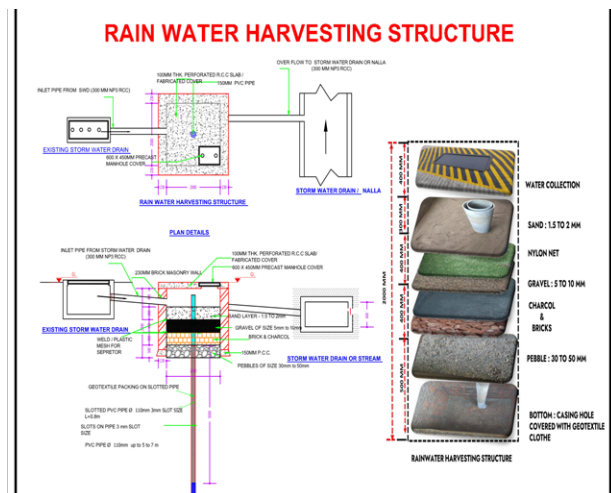 RAIN WATER HARVESTING STRUCTURE
100MM THK. PERFORATED R.C.C SLAB/
FABRICATED COVER
150MM PVC PIPE
OVER FLOW TO STORM WATER DRAIN OR NALLA
(300 MM NP3 RCC)
INLET PIPE FROM SWD (300 MM NP3 RCC)
EXISTING STORM WATER DRAIN
600 X 450MM PRECAST
MANHOLE COVER
STORM WATER DRAIN / NALLA
RAIN WATER HARVESTING STRUCTURE
PLAN DETAILS
INLET PIPE FROM STORM WATER DRAIN
(300 MM NP3 RCC)
230MM BRICK MASONRY WALL
100MM THK. PERFORATED R.C.C SLAB/
FABRICATED COVER
600 X 450MM PRECAST MANHOLE COVER
GL
GL
SAND LAYER - 1.5 TO 2mm
GRAVEL OF SIZE 5mm to 10mm
EXISTING STORM WATER DRAIN
BRICK & CHARCOL
WELD / PLASTIC
MESH FOR
SEPRETOR
STORM WATER DRAIN OR STREAM
150MM P.C.C.
PEBBLES OF SIZE 30mm to 50mm
GEOTEXTILE PACKING ON SLOTTED PIPE
SLOTTED PVC PIPE Ø
3mm SLOT SIZE
SLOTS ON PIPE 3 mm SLOT
SIZE
PVC PIPE Ø
up to 5 to 7 m
2000 MM
400 MM
400 MM
400 MM
500 MM
WATER COLLECTION
SAND : 1.5 TO 2 MM
NYLON NET
GRAVEL : 5 TO 10 MM
CHARCOL
&
BRICKS
PEBBLE : 30 TO 50 MM
BOTTOM : CASING HOLE
COVERED WITH GEOTEXTILE
CLOTHE
RAINWATER HARVESTING STRUCTURE